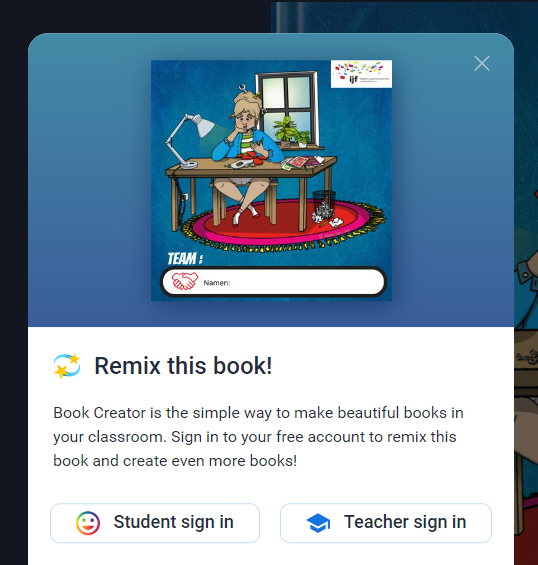 ijf
TEAM :
Namen:
Remix this book!
Book Creator is the simple way to make beautiful books in
your classroom. Sign in to your free account to remix this
book and create even more books!
Student sign in
Teacher sign in